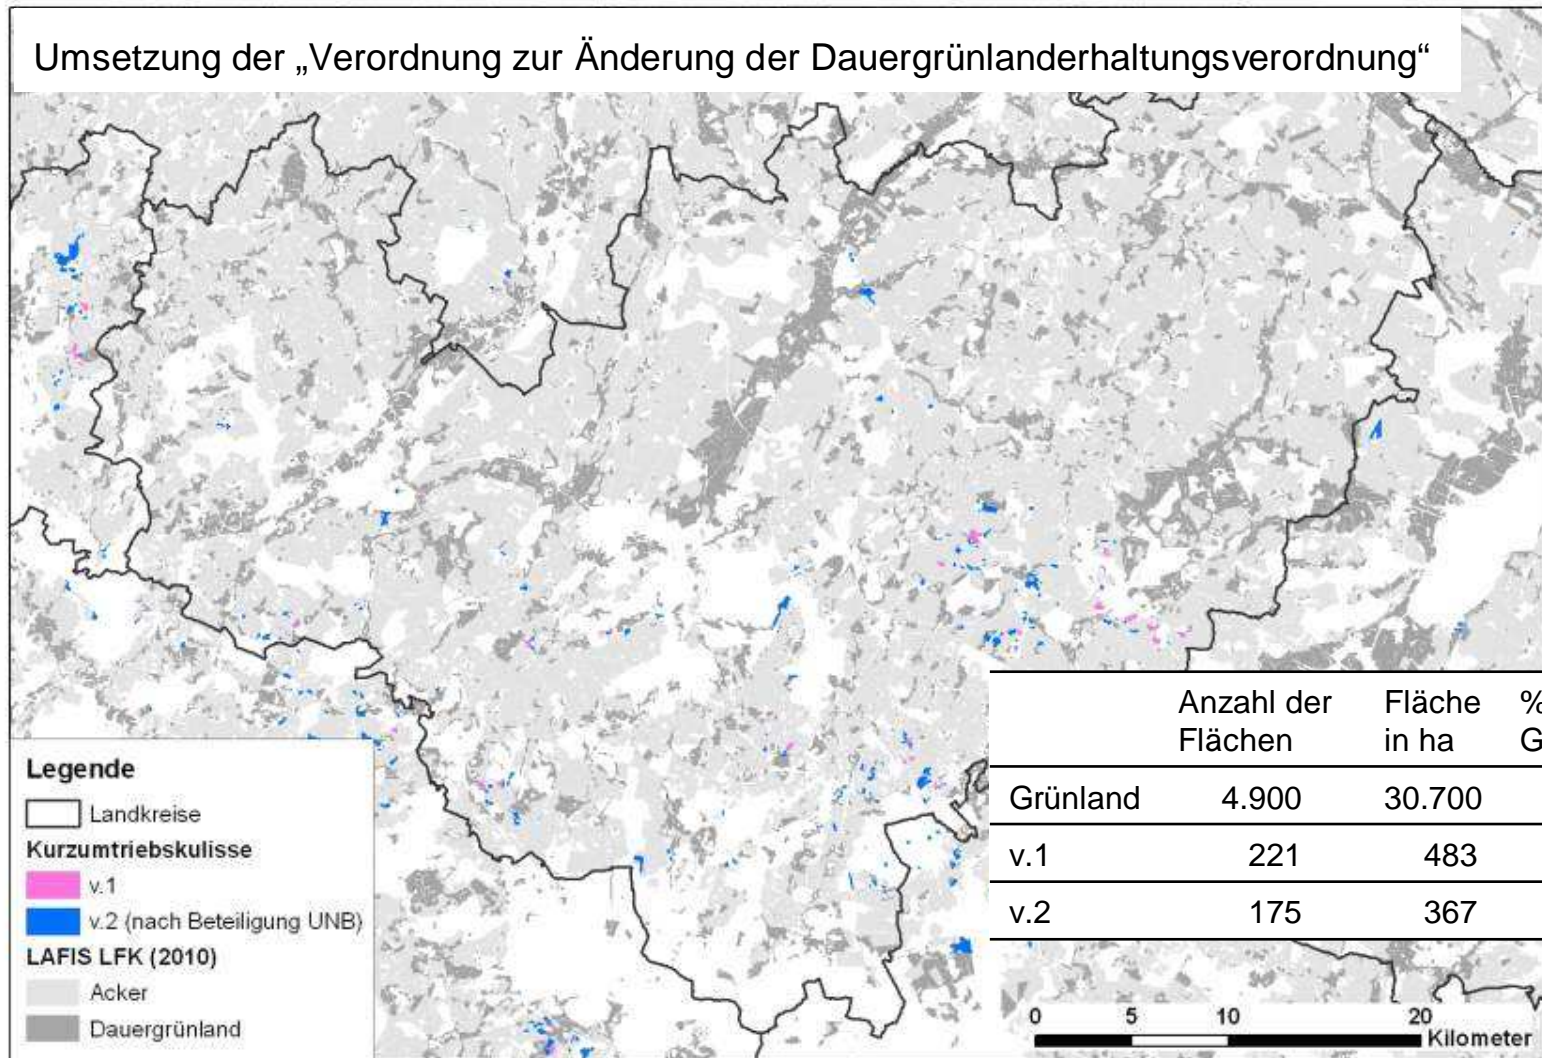 Umsetzung der „Verordnung zur Änderung der Dauergrünlanderhaltungsverordnung“
Legende
Landkreise
Kurzumtriebskulisse
v.1
v.2 (nach Beteiligung UNB)
LAFIS LFK (2010)
Acker
Dauergrünland
Anzahl der Fläche %
Flächen in ha G
Grünland 4.900 30.700
v.1 221 483
v.2 175 367
0 5 10 20
Kilometer